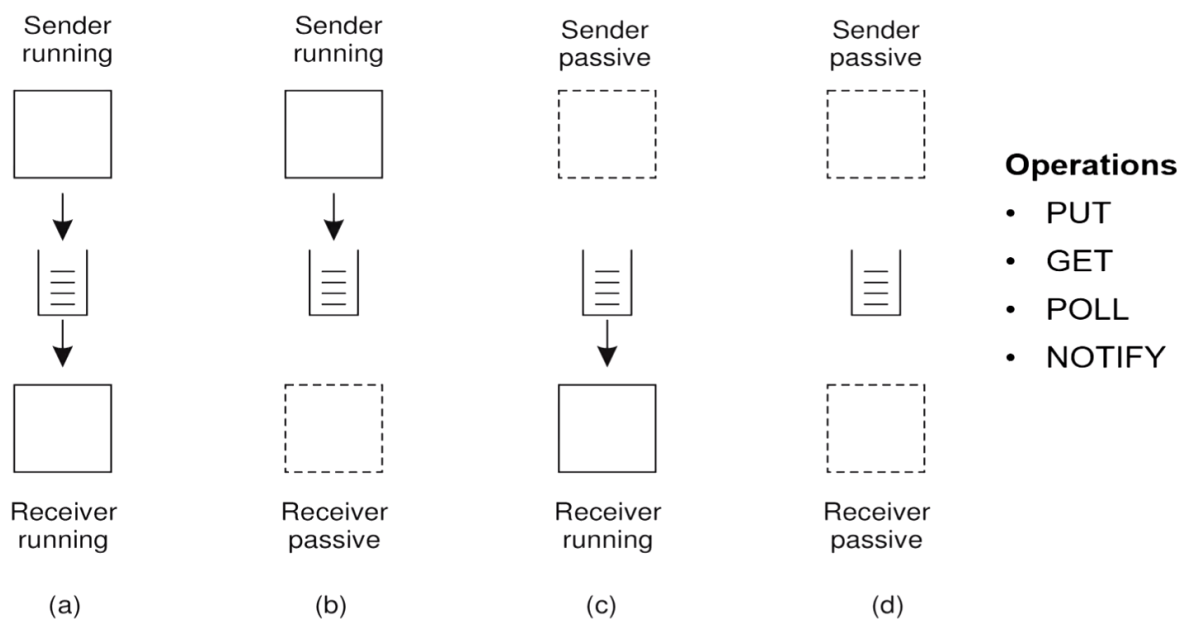 Sender
running
Sender
running
Sender
passive
Sender
passive
Operations
• PUT
• GET
• POLL
• NOTIFY
Receiver
running
Receiver
passive
Receiver
running
Receiver
passive
(a)
(b)
(c)
(d)